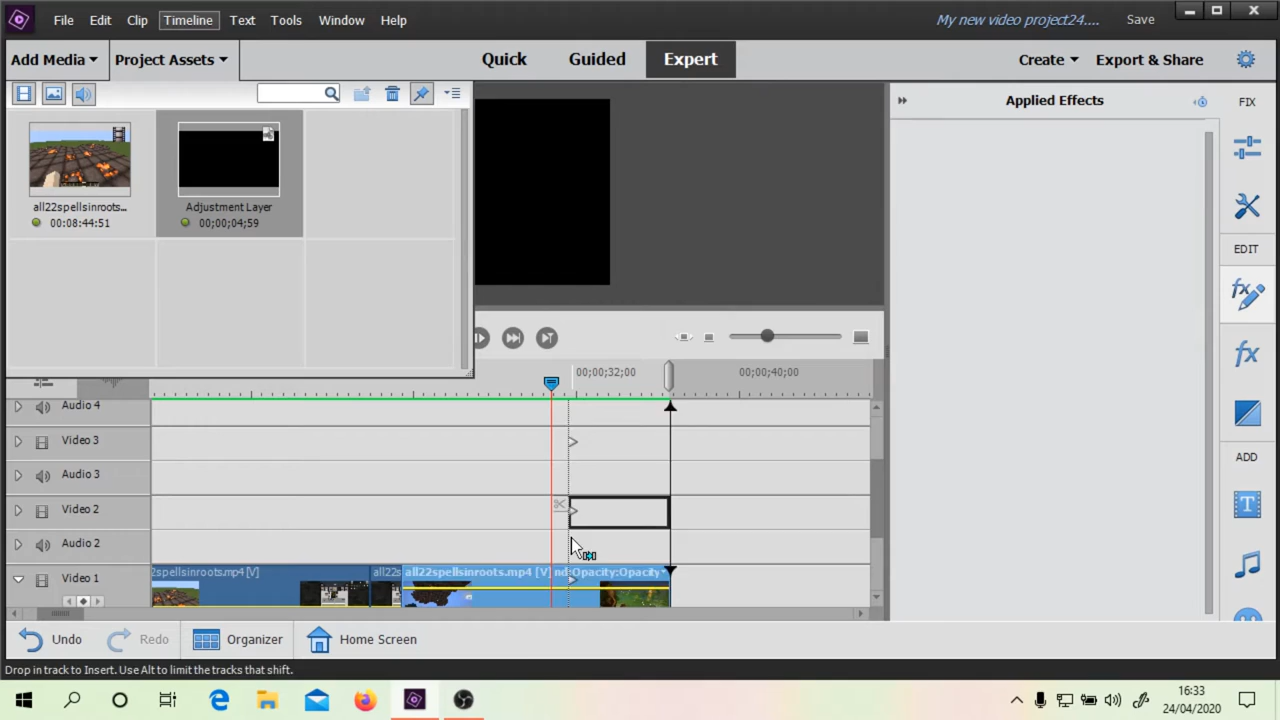 File Edit Clip Timeline Text Tools Window Help
My new video project24.... Save
Add Media Project Assets
Quick Guided Expert
Create Export & Share
Applied Effects
FIX
all22spellsinroots...
00:08:44:51
Adjustment Layer
00;00;04;59
EDIT
fx
fx
00;00;32;00 00;00;40;00
Audio 4
Video 3
ADD
Audio 3
Video 2
T
Audio 2
Video 1
2spellsinroots.mp4 [V] all22s all22spellsinroots.mp4 [V] nd Opacity:Opacity
Undo Redo Organizer Home Screen
Drop in track to Insert. Use Alt to limit the tracks that shift.
16:33
24/04/2020